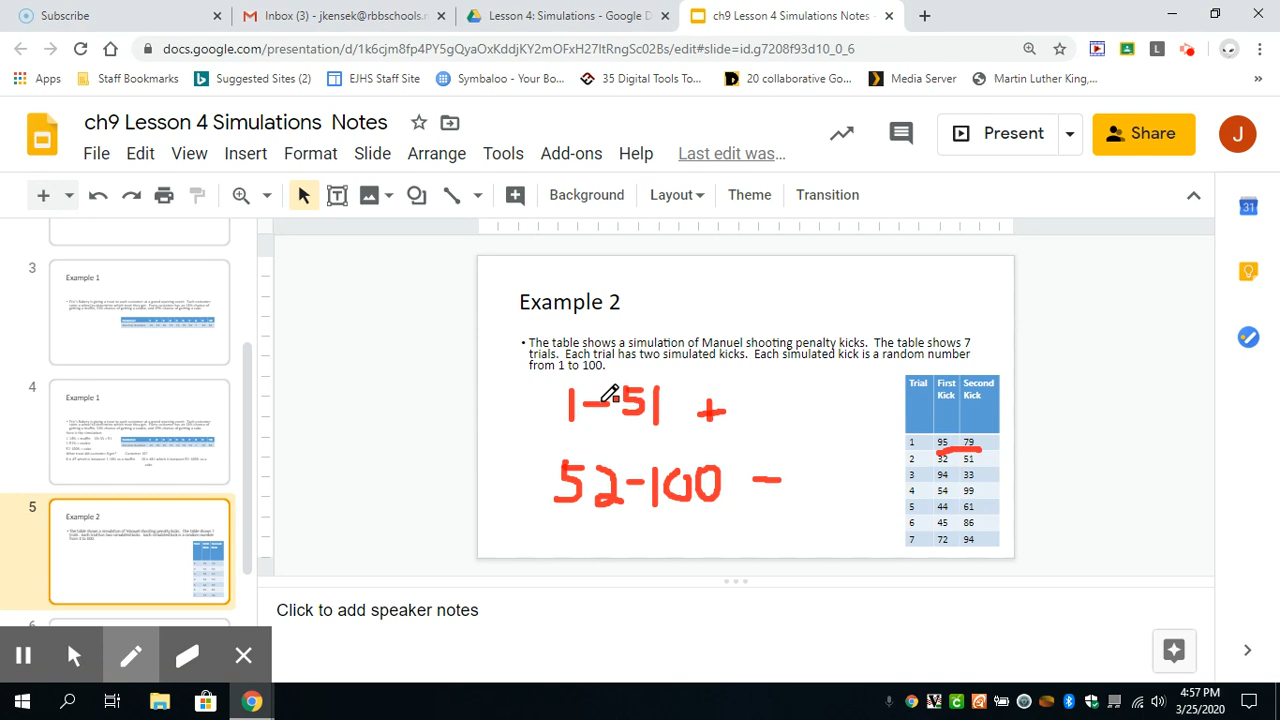 Subscribe
Inbox (3) - jkensek@rbbschools.m
Lesson 4: Simulations - Google D
ch9 Lesson 4 Simulations Notes -
docs.google.com/presentation/d/1k6cjm5fp4PY5gQyaOxKddjKY2mOFxH27ltRngSc02Bs/edit#slide=id.g7208f93d10_0_6
Apps
Staff Bookmarks
Suggested Sites (2)
EJHS Staff Site
Symbaloo - Your Bo...
35 Digital Tools To...
20 collaborative Go...
Media Server
Martin Luther King,...
»
ch9 Lesson 4 Simulations Notes
Present
Share
J
File Edit View Insert Format Slide Arrange Tools Add-ons Help Last edit was...
Background Layout Theme Transition
31
3
Example 1
4
Example 1
5
Example 2
Example 2
• The table shows a simulation of Manuel shooting penalty kicks. The table shows 7
trials. Each trial has two simulated kicks. Each simulated kick is a random number
from 1 to 100.
1-51 +
52-100 -
Trial First Kick Second Kick
1 95 79
2 32 51
3 94 33
4 54 99
5 44 61
6 45 86
7 72 94
Click to add speaker notes
4:57 PM
3/25/2020